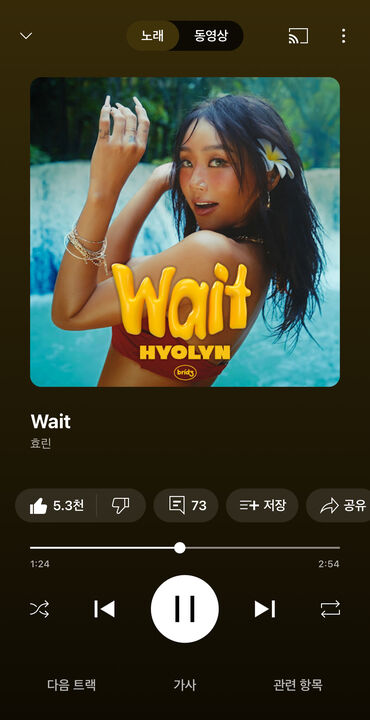 노래 동영상
Wait
HYOLYN
bridʒ
Wait
효린
5.3천 73 저장 공유
1:24 2:54
다음 트랙 가사 관련 항목